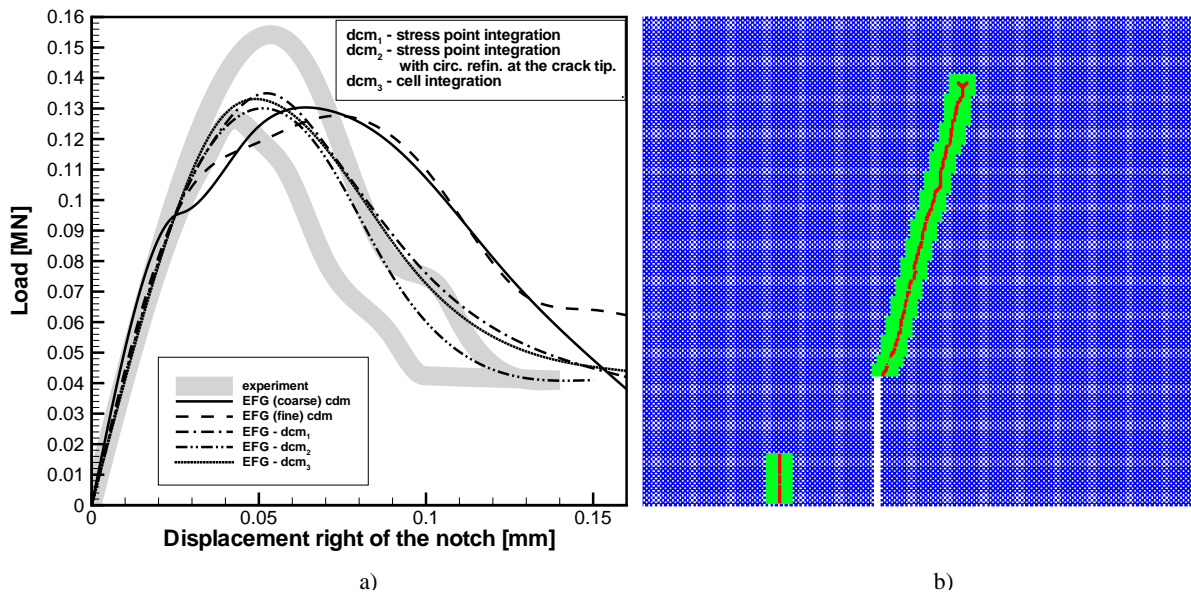 0.16
0.15
0.14
0.13
0.12
0.11
0.1
0.09
0.08
0.07
0.06
0.05
0.04
0.03
0.02
0.01
0
Load [MN]
dcm1 - stress point integration
dcm2 - stress point integration
with circ. refin. at the crack tip.
dcm3 - cell integration
experiment
EFG (coarse) cdm
EFG (fine) cdm
EFG - dcm1
EFG - dcm2
EFG - dcm3
0 0.05 0.1 0.15
Displacement right of the notch [mm]
a) b)